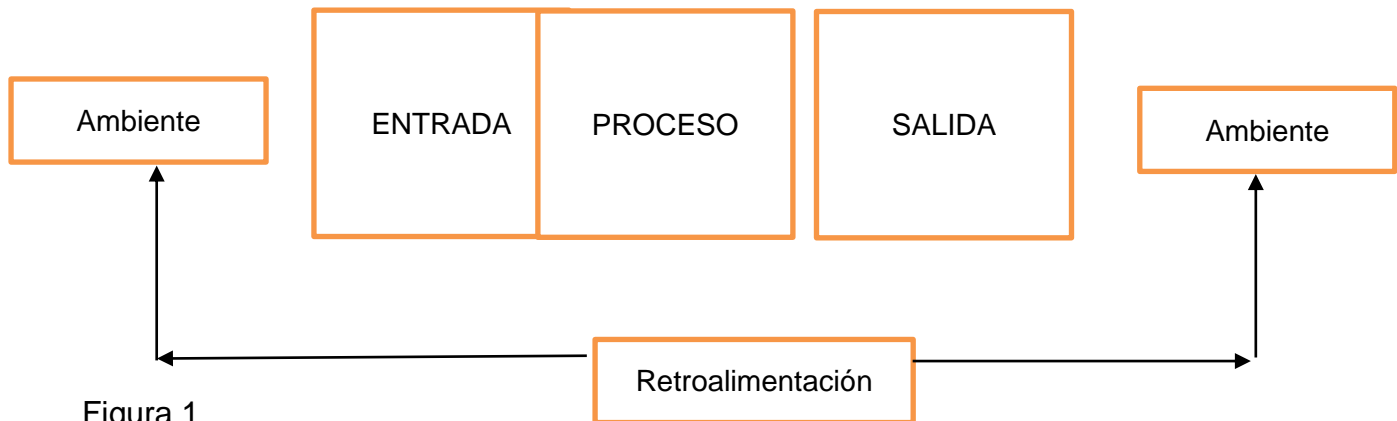 Ambiente
ENTRADA
PROCESO
SALIDA
Ambiente
Retroalimentación
Figura 1